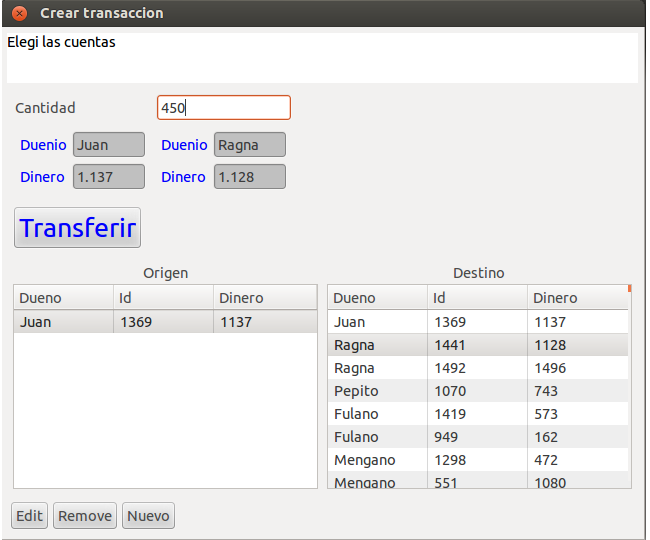 Crear transaccion
Elegi las cuentas
Cantidad 450
Duenio Juan Duenio Ragna
Dinero 1.137 Dinero 1.128
Transferir
Origen Destino
Dueno Id Dinero Dueno Id Dinero
Juan 1369 1137 Juan 1369 1137
Ragna 1441 1128
Ragna 1492 1496
Pepito 1070 743
Fulano 1419 573
Fulano 949 162
Mengano 1298 472
Mengano 551 1080
Edit Remove Nuevo